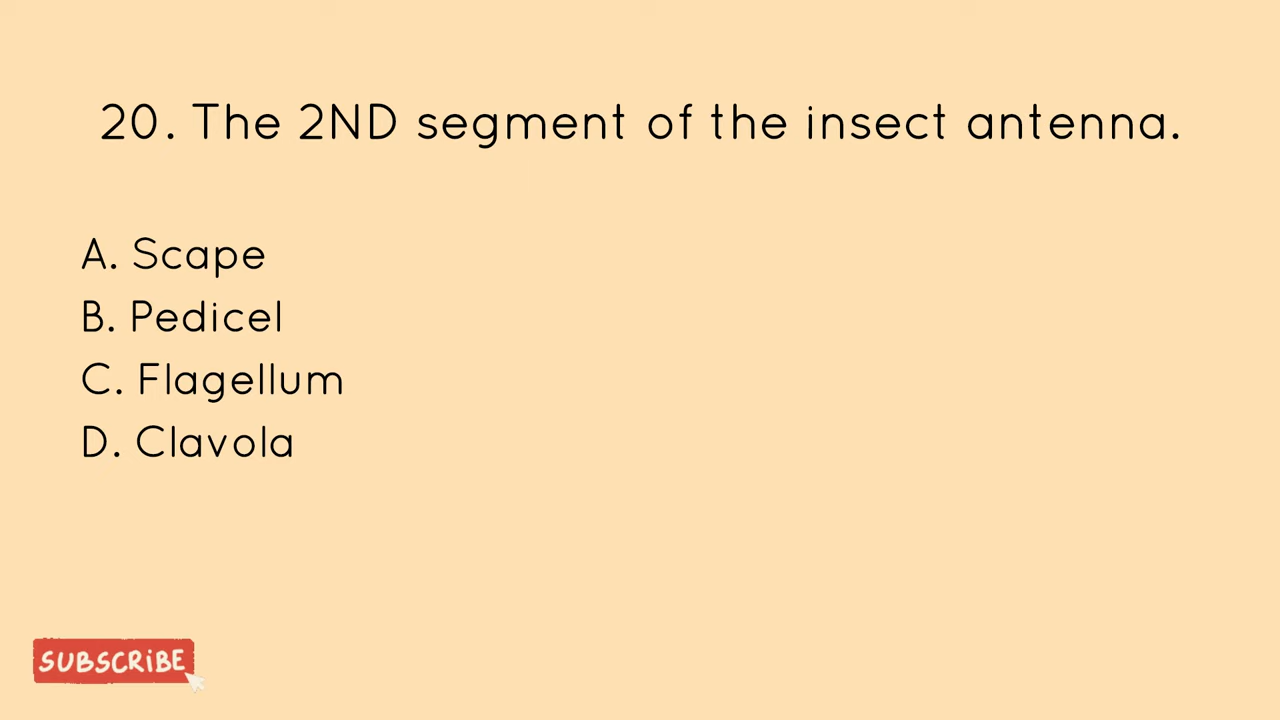 20. The 2ND segment of the insect antenna.
A. Scape
B. Pedicel
C. Flagellum
D. Clavola
SUBSCRiBE